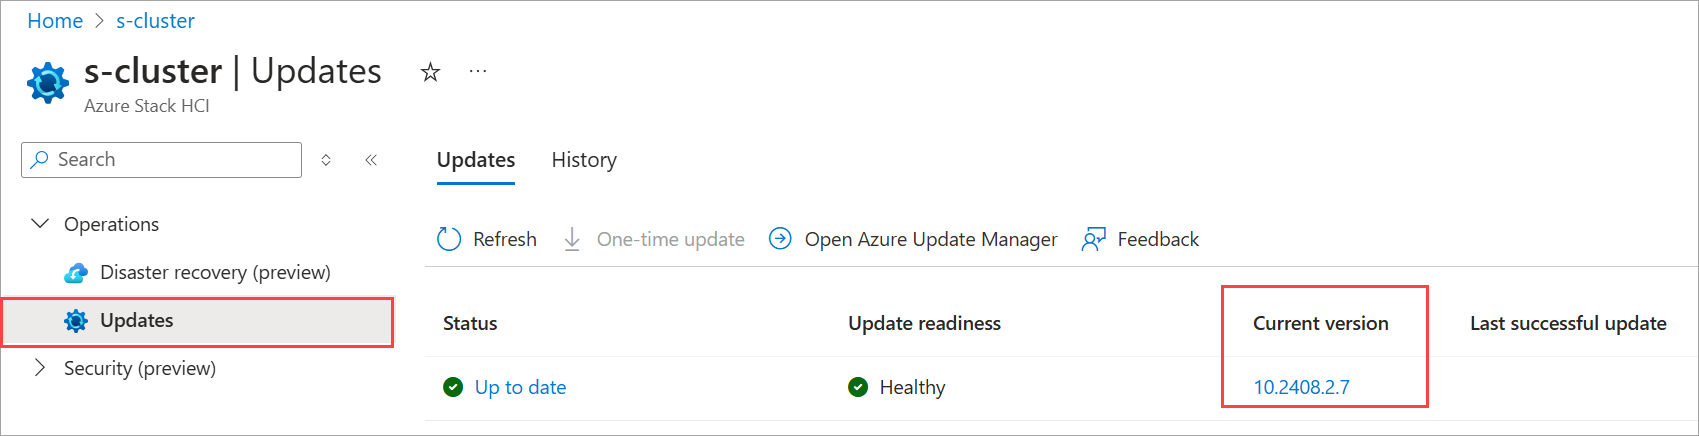 Home > s-cluster
s-cluster | Updates
Azure Stack HCI
Search
Operations
Disaster recovery (preview)
Updates
Security (preview)
Updates History
Refresh One-time update Open Azure Update Manager Feedback
Status Update readiness Current version Last successful update
Up to date Healthy 10.2408.2.7